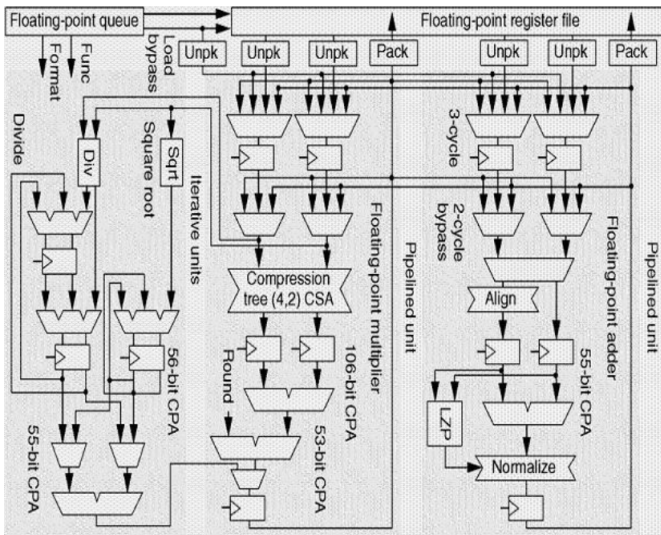 Floating-point queue
Floating-point register file
Format
Func
Load
bypass
Unpk
Unpk
Unpk
Pack
Unpk
Unpk
Pack
Divide
Div
Square root
Sqrt
Iterative units
3-cycle
2-cycle
bypass
Compression
tree (4,2) CSA
Floating-point multiplier
Pipelined unit
Align
Floating-point adder
Pipelined unit
56-bit CPA
Round
106-bit CPA
55-bit CPA
LZP
55-bit CPA
53-bit CPA
Normalize